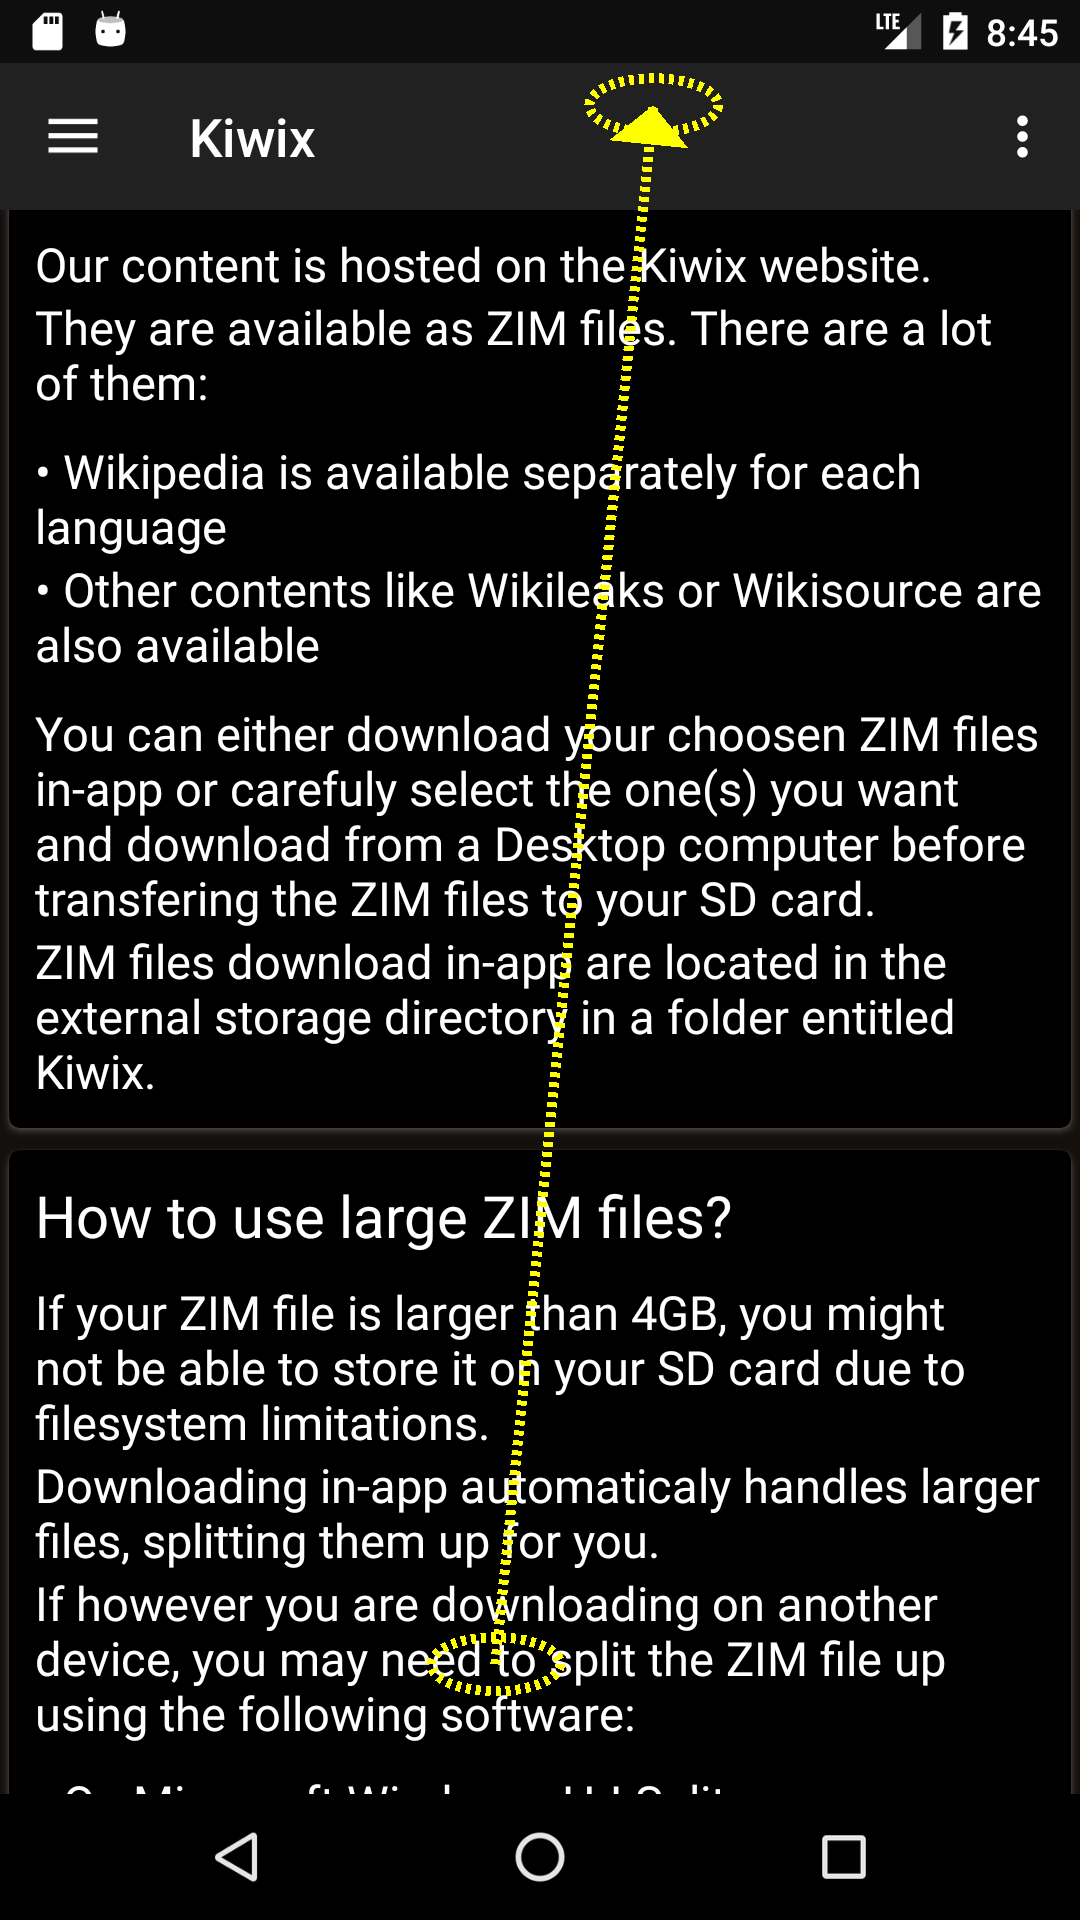 LTE 8:45
Kiwix
Our content is hosted on the Kiwix website.
They are available as ZIM files. There are a lot
of them:
• Wikipedia is available separately for each
language
• Other contents like Wikileaks or Wikisource are
also available
You can either download your choosen ZIM files
in-app or carefuly select the one(s) you want
and download from a Desktop computer before
transfering the ZIM files to your SD card.
ZIM files download in-app are located in the
external storage directory in a folder entitled
Kiwix.
How to use large ZIM files?
If your ZIM file is larger than 4GB, you might
not be able to store it on your SD card due to
filesystem limitations.
Downloading in-app automaticaly handles larger
files, splitting them up for you.
If however you are downloading on another
device, you may need to split the ZIM file up
using the following software: